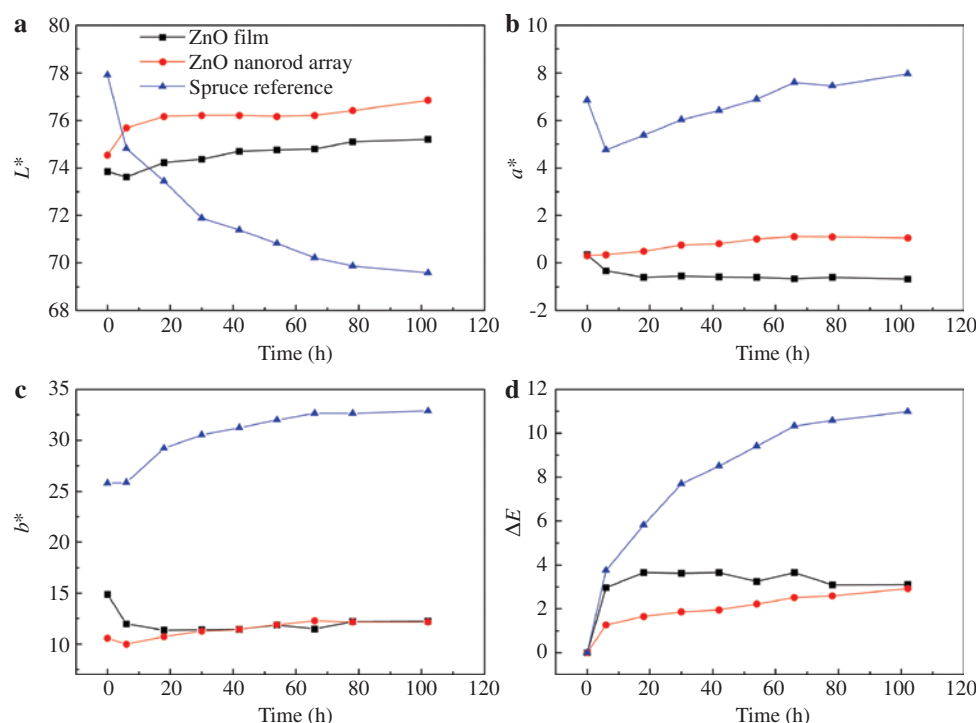 a
ZnO film
ZnO nanorod array
Spruce reference
80
78
76
74
72
70
68
L*
0 20 40 60 80 100 120
Time (h)
b
8
6
4
2
0
-2
a*
0 20 40 60 80 100 120
Time (h)
c
35
30
25
20
15
10
b*
0 20 40 60 80 100 120
Time (h)
d
12
10
8
6
4
2
0
ΔE
0 20 40 60 80 100 120
Time (h)